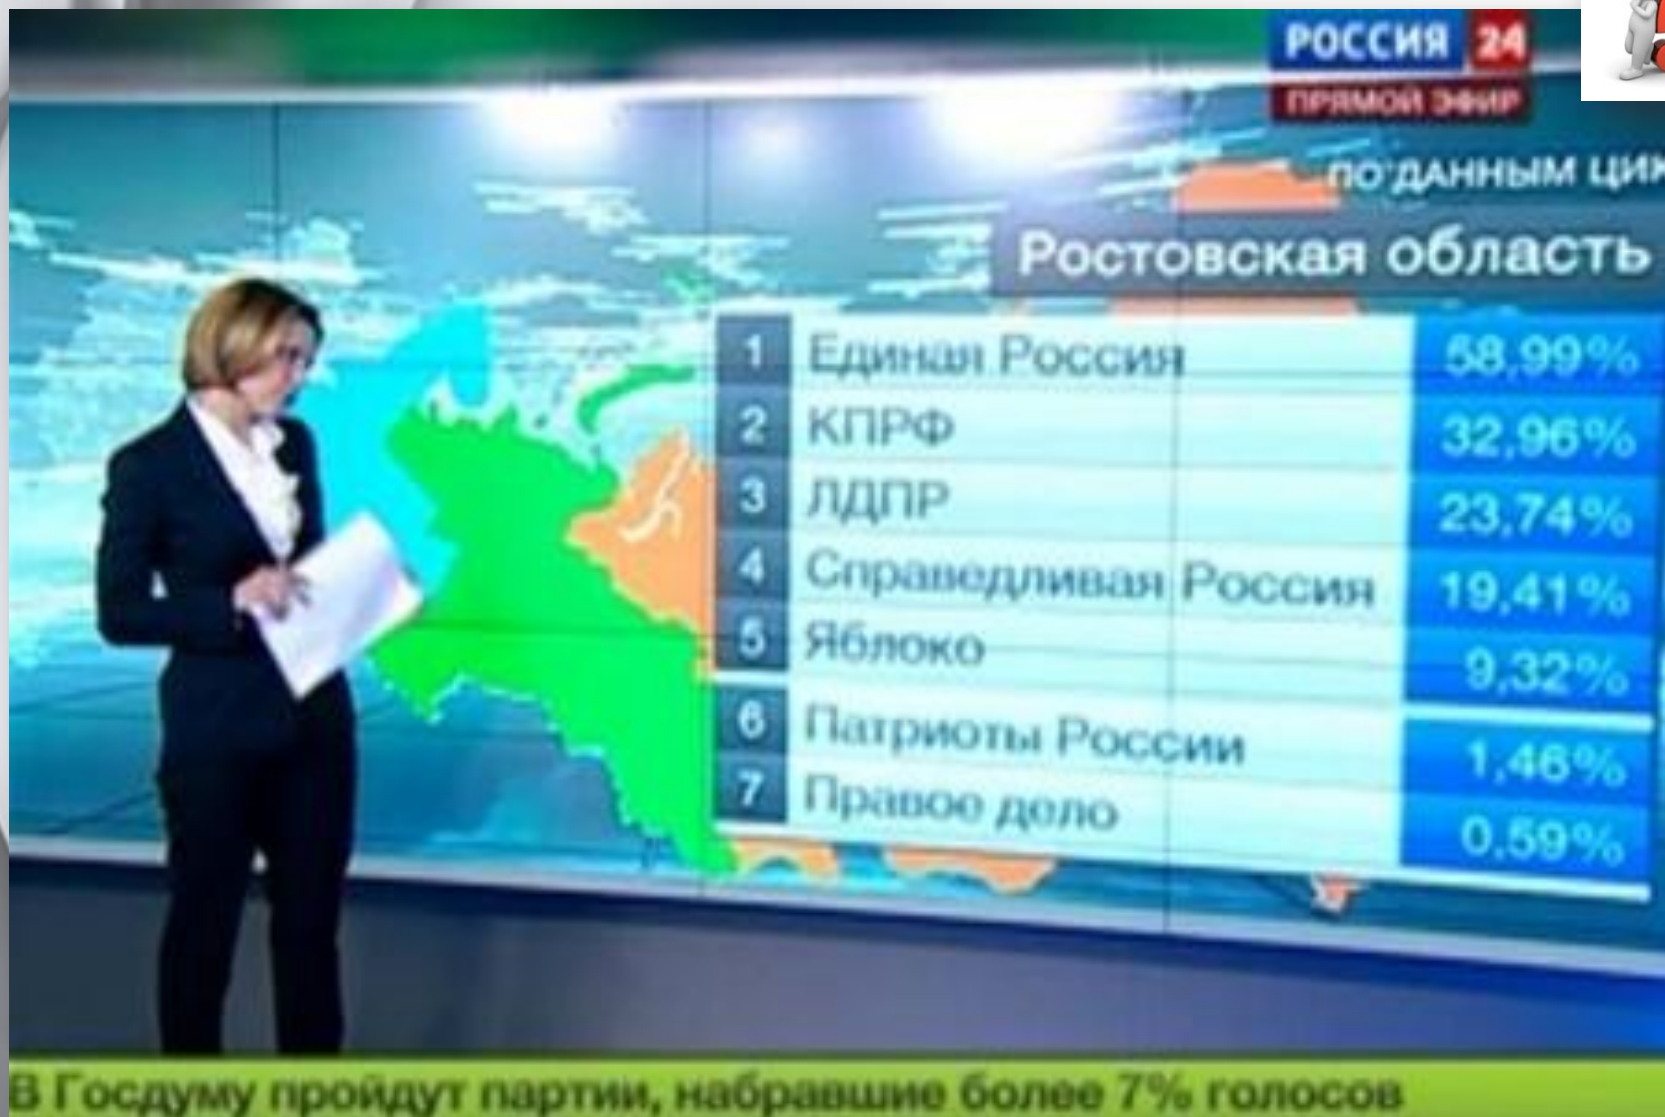 РОССИЯ 24
ПРЯМОЙ ЭФИР
ПО ДАННЫМ ЦИК
Ростовская область
1 Единая Россия 58,99%
2 КПРФ 32,96%
3 ЛДПР 23,74%
4 Справедливая Россия 19,41%
5 Яблоко 9,32%
6 Патриоты России 1,46%
7 Правое дело 0,59%
В Госдуму пройдут партии, набравшие более 7% голосов